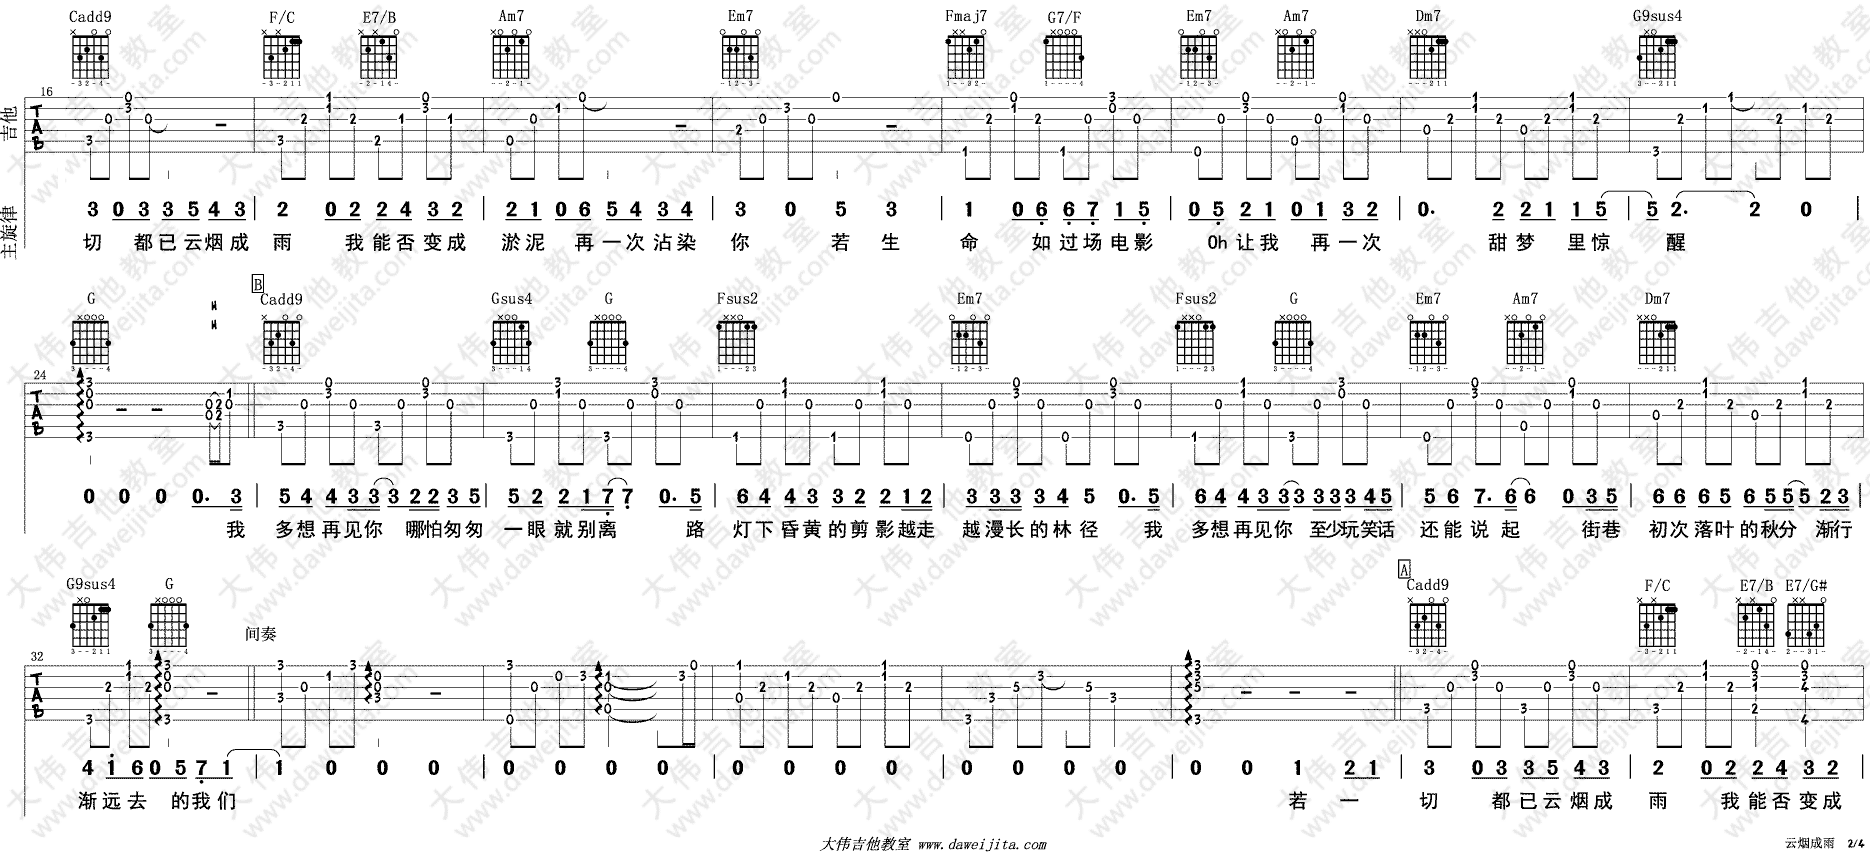 Cadd9 F/C E7/B Am7 Em7 Fmaj7 G7/F Em7 Am7 Dm7 G9sus4
16
吉他
主旋律
3 0 3 3 5 4 3 | 2 0 2 2 4 3 2 | 2 1 0 6 5 4 3 4 | 3 0 5 3 | 1 0 6 6 7 1 5 | 0 5 2 1 0 1 3 2 | 0. 2 2 1 1 5 | 5 2. 2 0 |
切 都已云烟成 雨 我能否变成 淤泥 再一次沾染 你 若 生 命 如过场电影 Oh让我 再一次 甜梦 里惊 醒
B
G Cadd9 Gsus4 G Fsus2 Em7 Fsus2 G Em7 Am7 Dm7
24
0 0 0 0. 3 | 5 4 4 3 3 3 2 2 3 5 | 5 2 2 1 7 7 0. 5 | 6 4 4 3 3 2 2 1 2 | 3 3 3 3 4 5 0. 5 | 6 4 4 3 3 3 3 3 3 4 5 | 5 6 7. 6 6 0 3 5 | 6 6 6 5 6 5 5 5 2 3 |
我 多想再见你 哪怕匆匆 一眼就别离 路 灯下昏黄的剪影越走 越漫长的林径 我 多想再见你 至少玩笑话 还能说起 街巷 初次落叶的秋分 渐行
A
G9sus4 G Cadd9 F/C E7/B E7/G#
间奏
32
4 1 6 0 5 7 1 | 1 0 0 0 | 0 0 0 0 | 0 0 0 0 | 0 0 0 0 | 0 0 1 2 1 | 3 0 3 3 5 4 3 | 2 0 2 2 4 3 2 |
渐远去 的我们 若 一 切 都已云烟成 雨 我能否变成
大伟吉他教室 www.daweijita.com
云烟成雨 2/4